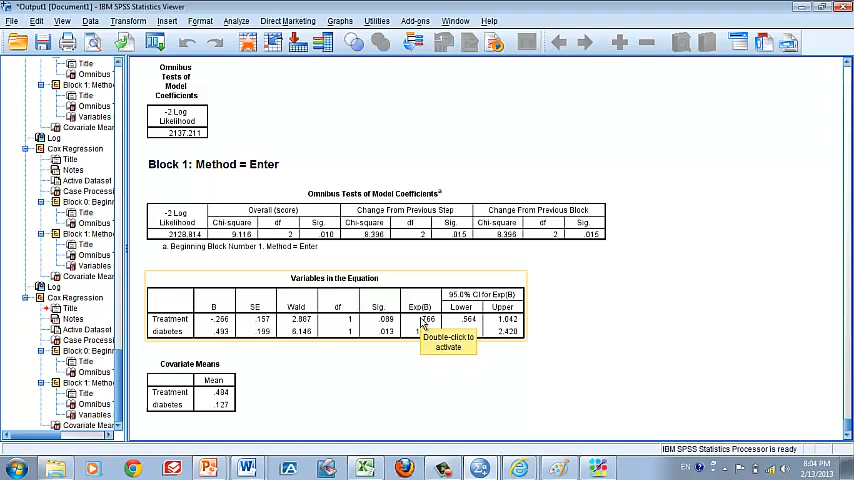 *Output1 [Document1] - IBM SPSS Statistics Viewer
File Edit View Data Transform Insert Format Analyze Direct Marketing Graphs Utilities Add-ons Window Help
Title
Omnibus
Block 1: Metho
Title
Omnibus
Variables
Covariate Mean
Log
Cox Regression
Title
Notes
Active Dataset
Case Processi
Block 0: Beginn
Title
Omnibus
Block 1: Metho
Title
Omnibus
Variables
Covariate Mea
Log
Cox Regression
Title
Notes
Active Dataset
Case Processi
Block 0: Beginn
Title
Omnibus
Block 1: Metho
Title
Omnibus
Variables
Covariate Mea
Omnibus
Tests of
Model
Coefficients
-2 Log
Likelihood
2137.211
Block 1: Method = Enter
Omnibus Tests of Model Coefficientsa
-2 Log Likelihood Overall (score) Change From Previous Step Change From Previous Block
Chi-square df Sig. Chi-square df Sig. Chi-square df Sig.
2128.814 9.116 2 .010 8.396 2 .015 8.396 2 .015
a. Beginning Block Number 1. Method = Enter
Variables in the Equation
95.0% CI for Exp(B)
B SE Wald df Sig. Exp(B) Lower Upper
Treatment -.266 .157 2.887 1 .089 .766 .564 1.042
diabetes .493 .199 6.146 1 .013 2.420
Double-click to
activate
Covariate Means
Mean
Treatment .494
diabetes .127
IBM SPSS Statistics Processor is ready
EN
8:04 PM
2/13/2013